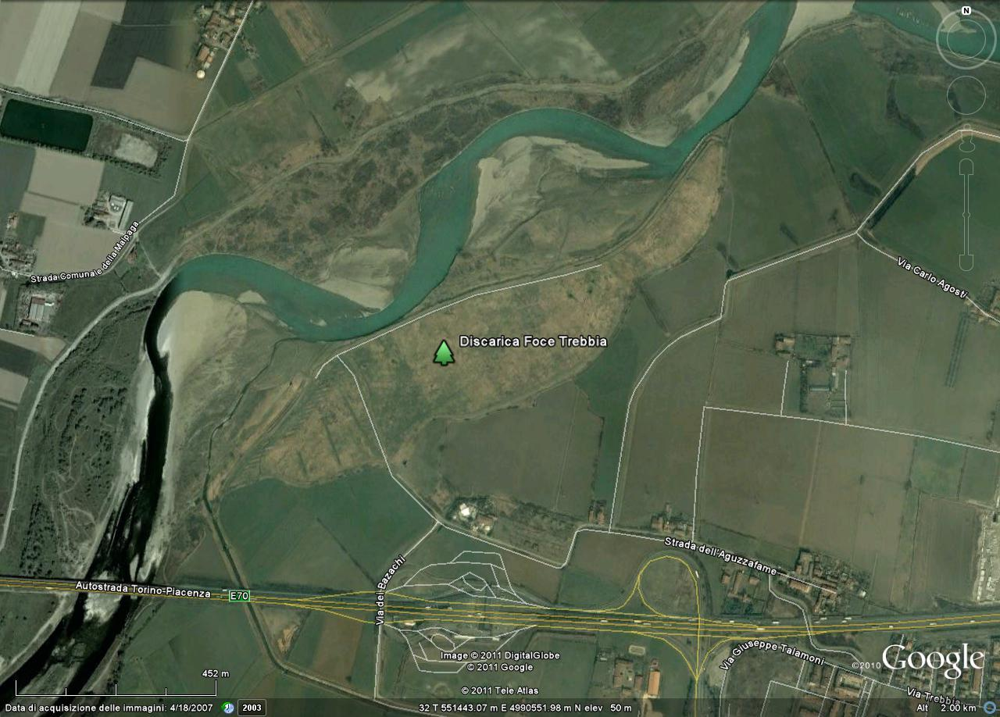 N
Strada Comunale della Malpaga
Via Carlo Agosti
Discarica Foce Trebbia
Strada dell'Aguzzafame
Autostrada Torino-Piacenza
E70
Via dei Bazachi
Via Giuseppe Talamoni
Via Trebbia
Image © 2011 DigitalGlobe
© 2011 Google
© 2011 Tele Atlas
©2010 Google
452 m
Data di acquisizione delle immagini: 4/18/2007 2003
32 T 551443.07 m E 4990551.98 m N elev 50 m
Alt 2.00 km